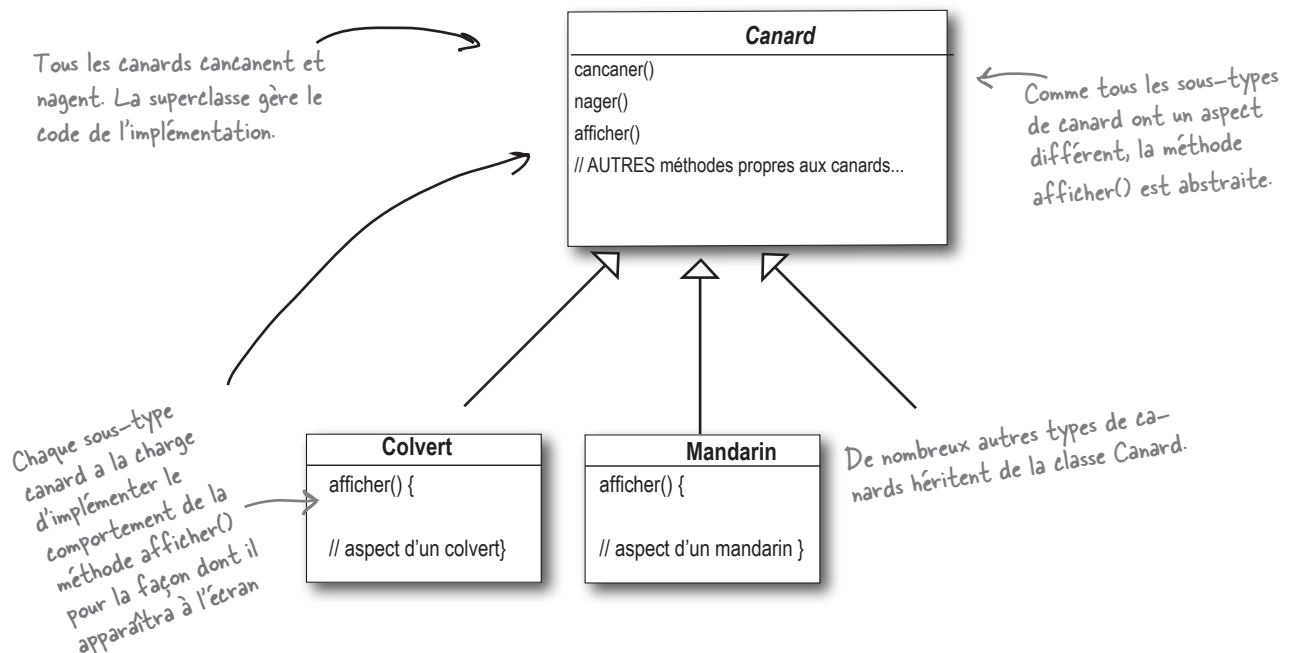 Tous les canards cancanent et
nagent. La superclasse gère le
code de l'implémentation.
Canard
cancaner()
nager()
afficher()
// AUTRES méthodes propres aux canards...
Comme tous les sous-types
de canard ont un aspect
différent, la méthode
afficher() est abstraite.
Chaque sous-type
canard a la charge
d'implémenter le
comportement de la
méthode afficher()
pour la façon dont il
apparaîtra à l'écran
Colvert
afficher() {
// aspect d'un colvert}
Mandarin
afficher() {
// aspect d'un mandarin }
De nombreux autres types de ca-
nards héritent de la classe Canard.